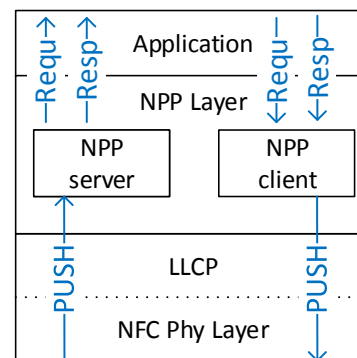 Application
Requ
Resp
Requ
Resp
NPP Layer
NPP
server
NPP
client
PUSH
LLCP
PUSH
NFC Phy Layer